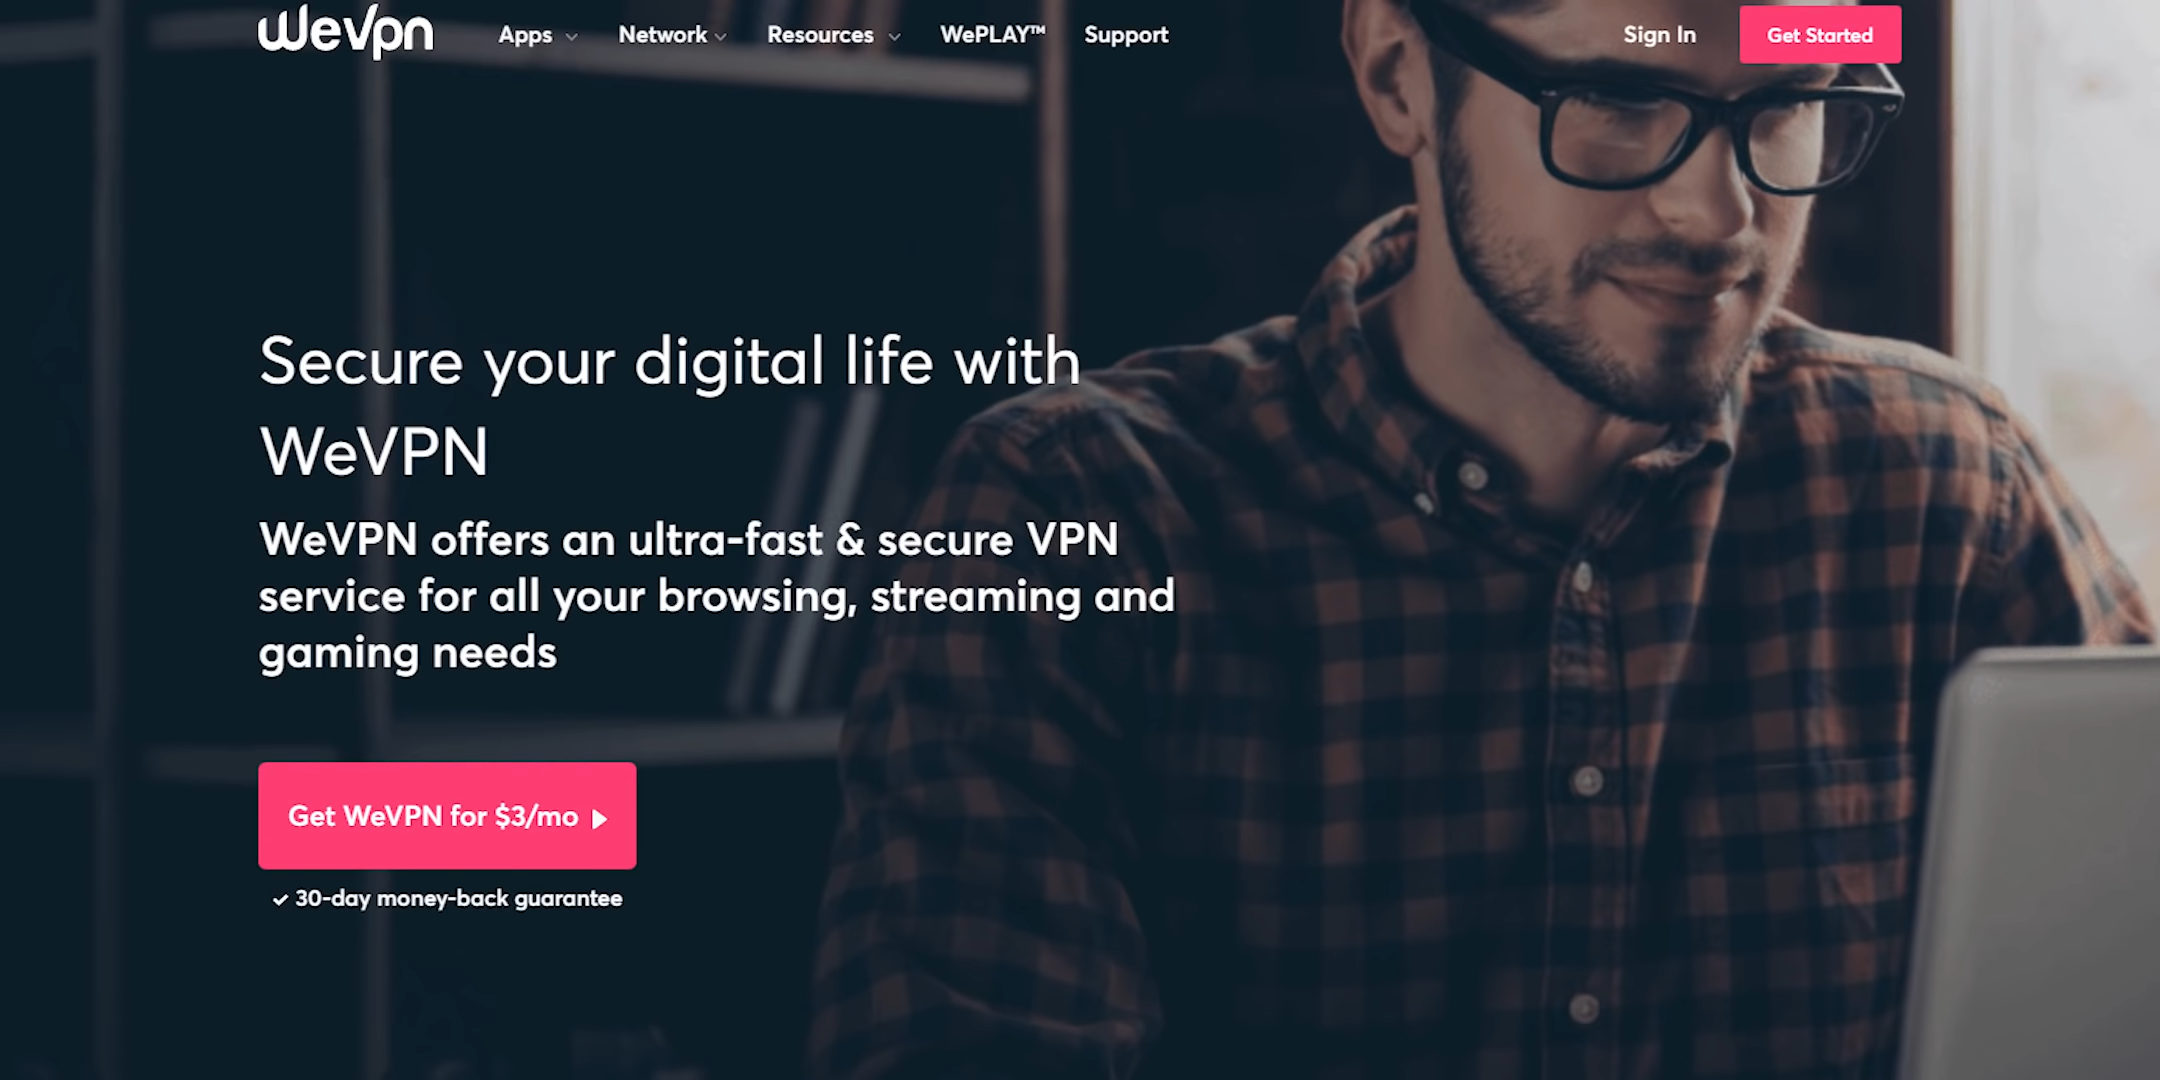 WeVpn
Apps
Network
Resources
WePLAY™
Support
Sign In
Get Started
Secure your digital life with
WeVPN
WeVPN offers an ultra-fast & secure VPN
service for all your browsing, streaming and
gaming needs
Get WeVPN for $3/mo
30-day money-back guarantee